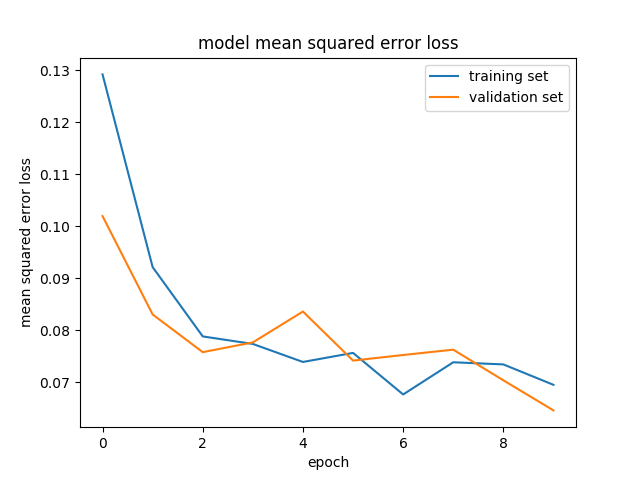 model mean squared error loss
training set
validation set
mean squared error loss
0.13
0.12
0.11
0.10
0.09
0.08
0.07
0 2 4 6 8
epoch